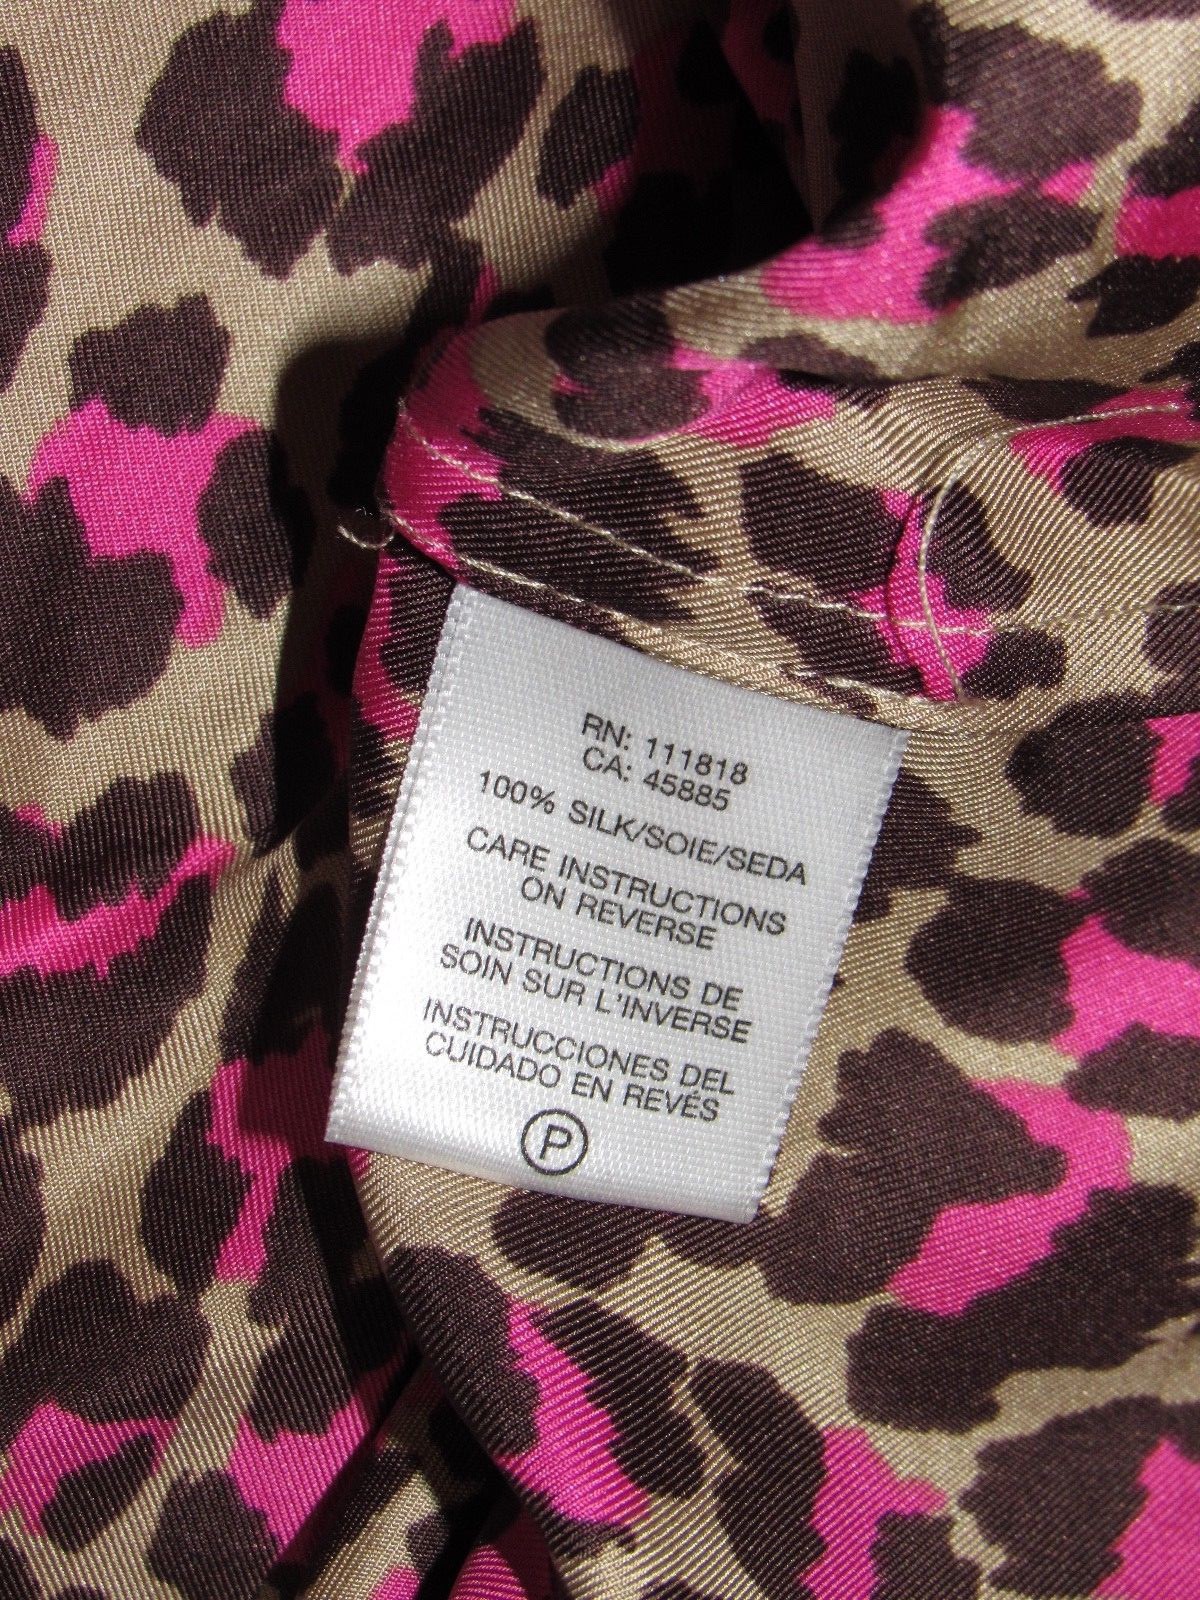 RN: 111818
CA: 45885
100% SILK/SOIE/SEDA
CARE INSTRUCTIONS
ON REVERSE
INSTRUCTIONS DE
SOIN SUR L'INVERSE
INSTRUCCIONES DEL
CUIDADO EN REVÉS
P